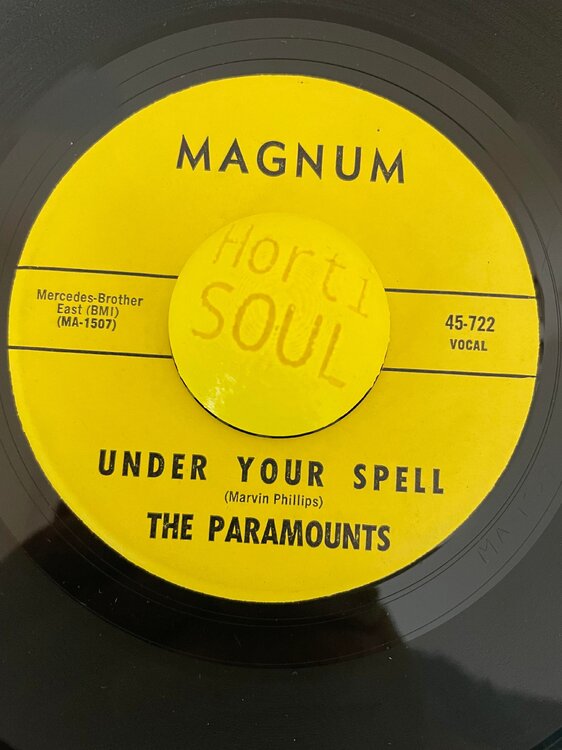 MAGNUM
Horti
SOUL
Mercedes-Brother
East (BMI)
(MA-1507)
45-722
VOCAL
UNDER YOUR SPELL
(Marvin Phillips)
THE PARAMOUNTS